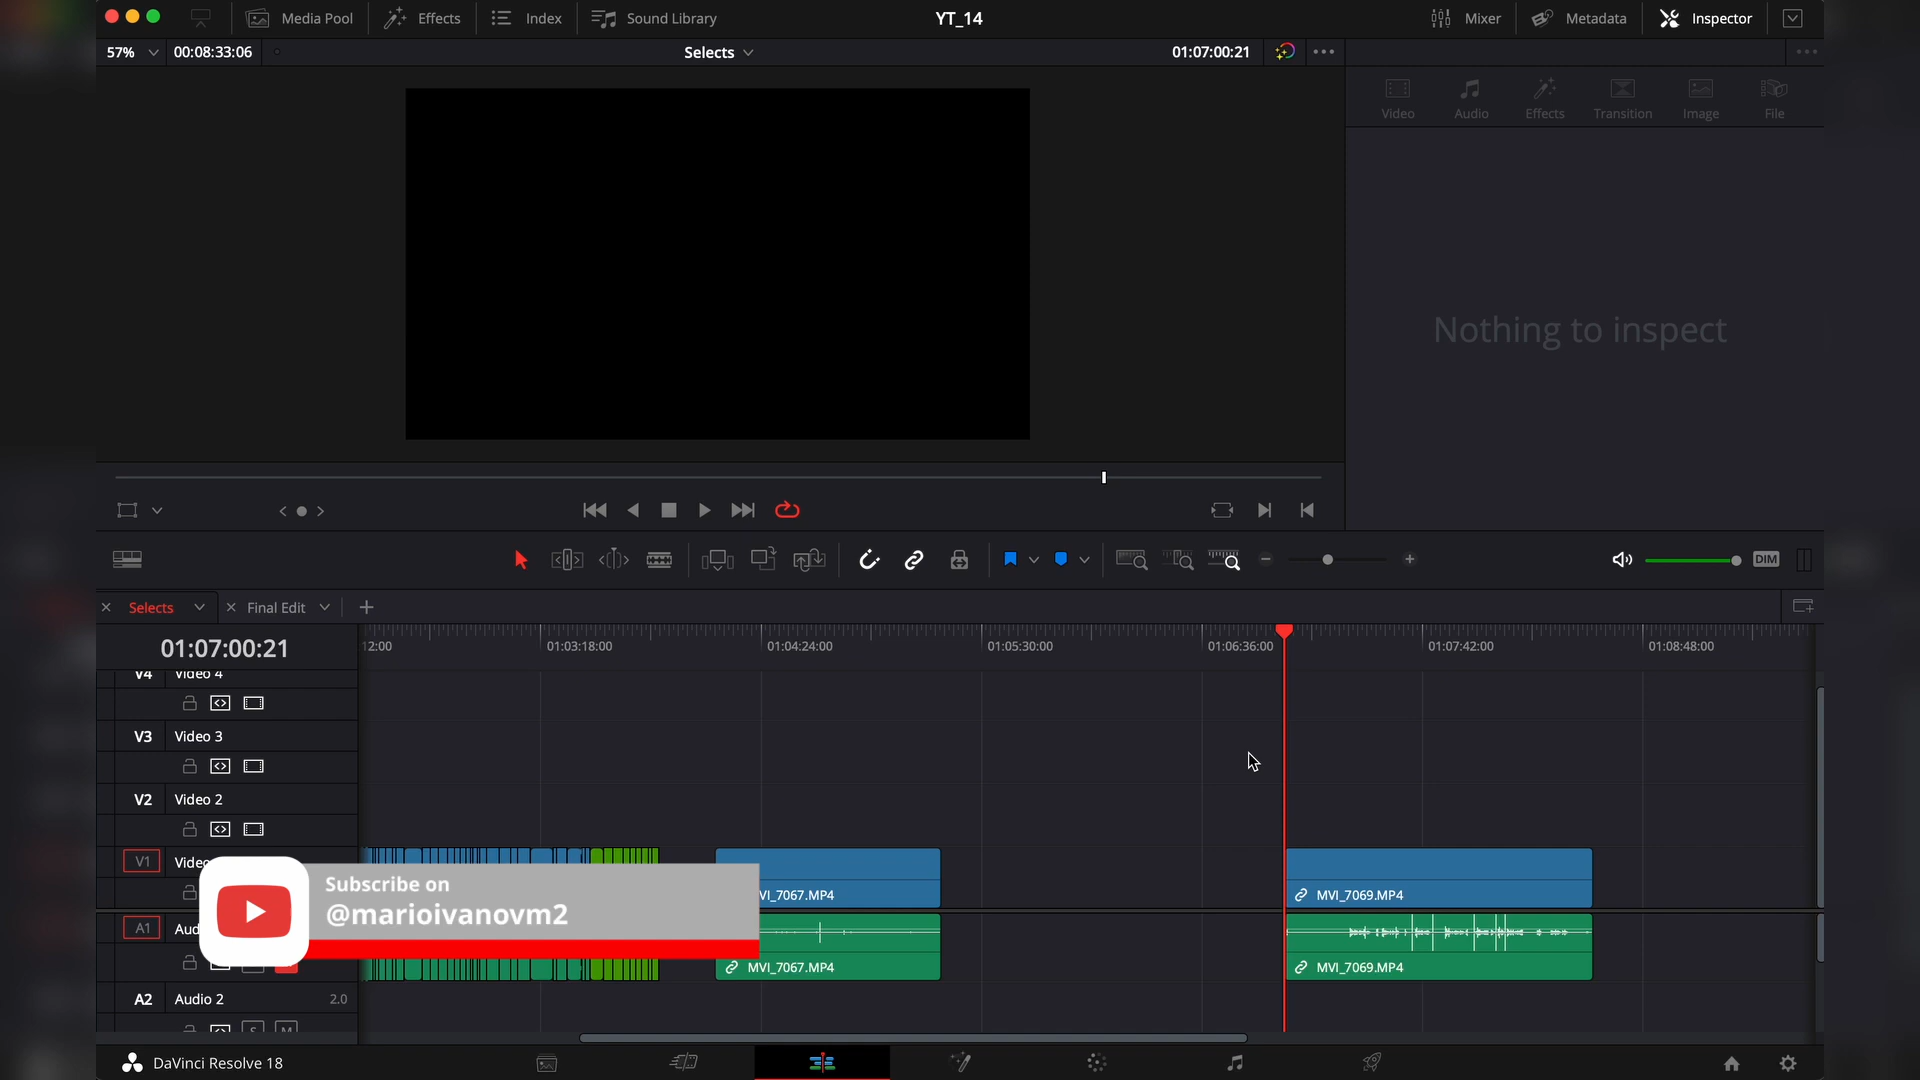 Media Pool
Effects
Index
Sound Library
YT_14
Mixer
Metadata
Inspector
57%
00:08:33:06
Selects
01:07:00:21
Video
Audio
Effects
Transition
Image
File
Nothing to inspect
DIM
Selects
Final Edit
01:07:00:21
12:00
01:03:18:00
01:04:24:00
01:05:30:00
01:06:36:00
01:07:42:00
01:08:48:00
V4 Video 4
V3 Video 3
V2 Video 2
V1
Subscribe on
@marioivanovm2
VI_7067.MP4
MVI_7069.MP4
A1
MVI_7067.MP4
MVI_7069.MP4
A2 Audio 2 2.0
S M
DaVinci Resolve 18